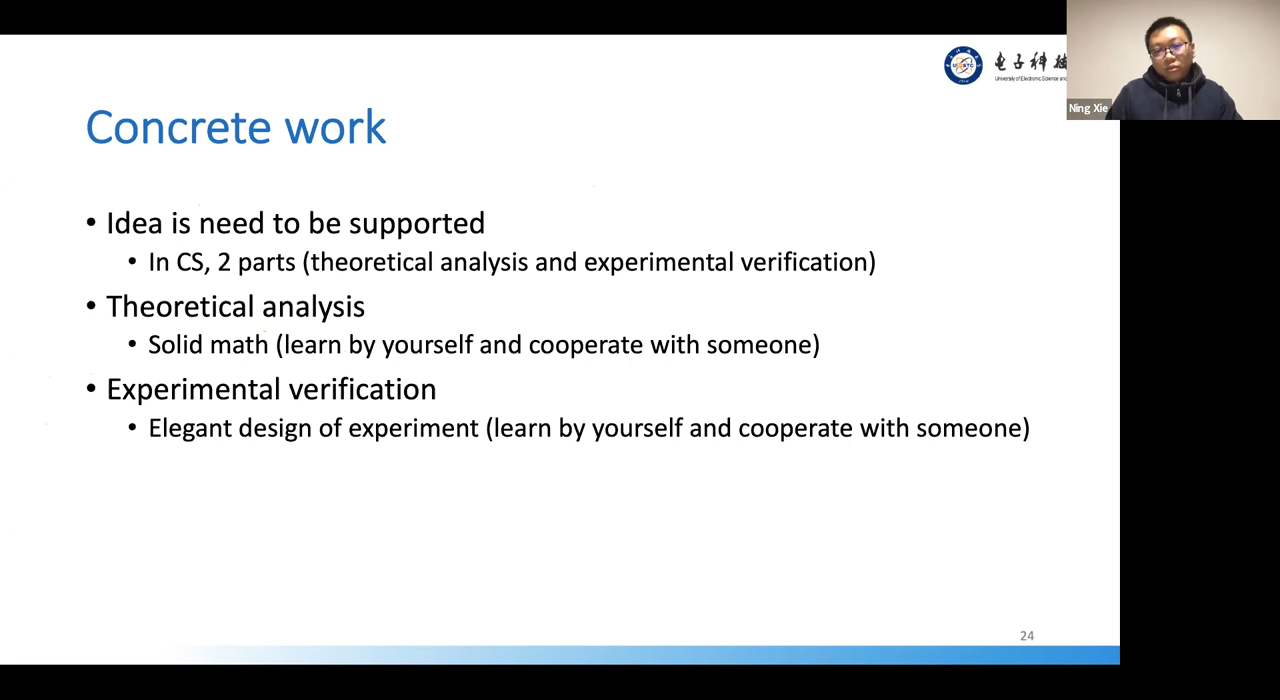 电子科技
University of Electronic Science and
Ning Xie
Concrete work
• Idea is need to be supported
• In CS, 2 parts (theoretical analysis and experimental verification)
• Theoretical analysis
• Solid math (learn by yourself and cooperate with someone)
• Experimental verification
• Elegant design of experiment (learn by yourself and cooperate with someone)
24